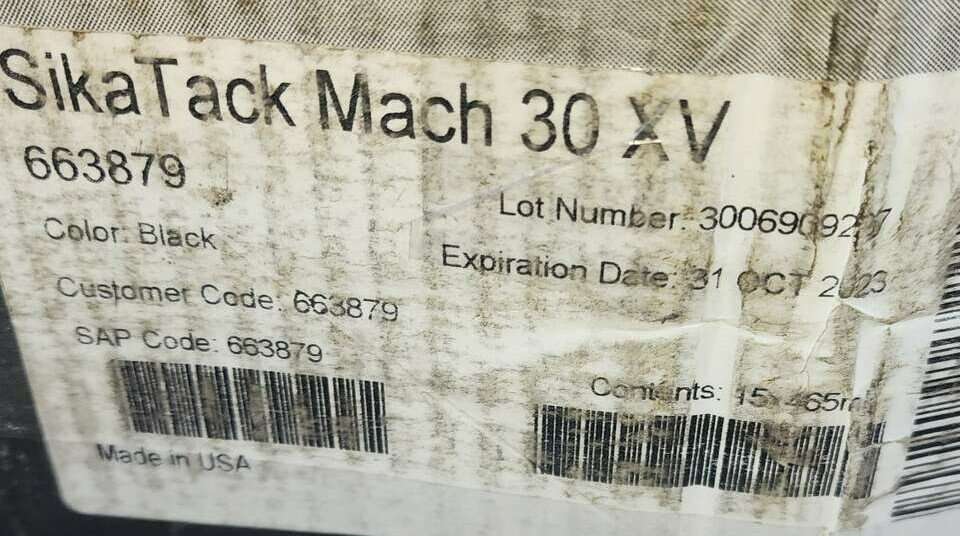 SikaTack Mach 30 XV
663879
Lot Number:
Color: Black
Expiration Date: 31 OCT 2023
Customer Code: 663879
SAP Code: 663879
Contents:
Made in USA